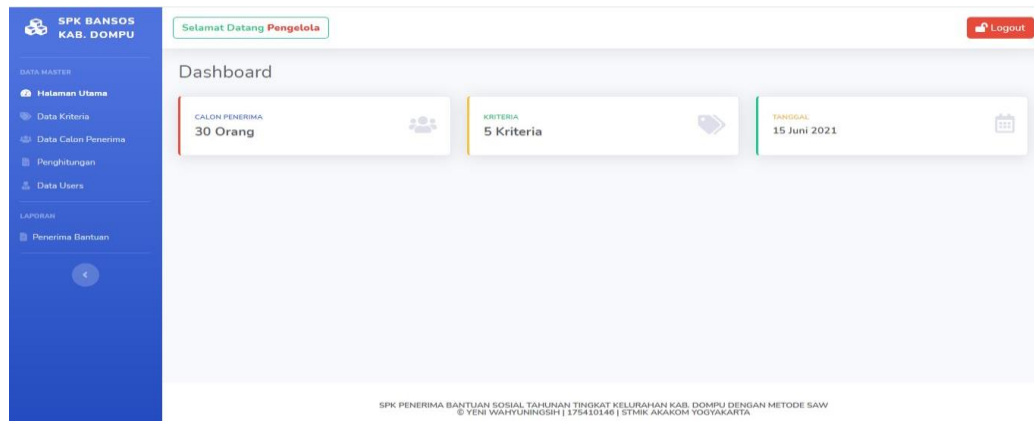 SPK BANSOS
KAB. DOMPU
DATA MASTER
Halaman Utama
Data Kriteria
Data Calon Penerima
Penghitungan
Data Users
LAPORAN
Penerima Bantuan
Selamat Datang Pengelola
Logout
Dashboard
CALON PENERIMA
30 Orang
KRITERIA
5 Kriteria
TANGGAL
15 Juni 2021
SPK PENERIMA BANTUAN SOSIAL TAHUNAN TINGKAT KELURAHAN KAB. DOMPU DENGAN METODE SAW
© YENI WAHYUNINGSIH | 175410146 | STMIK AKAKOM YOGYAKARTA